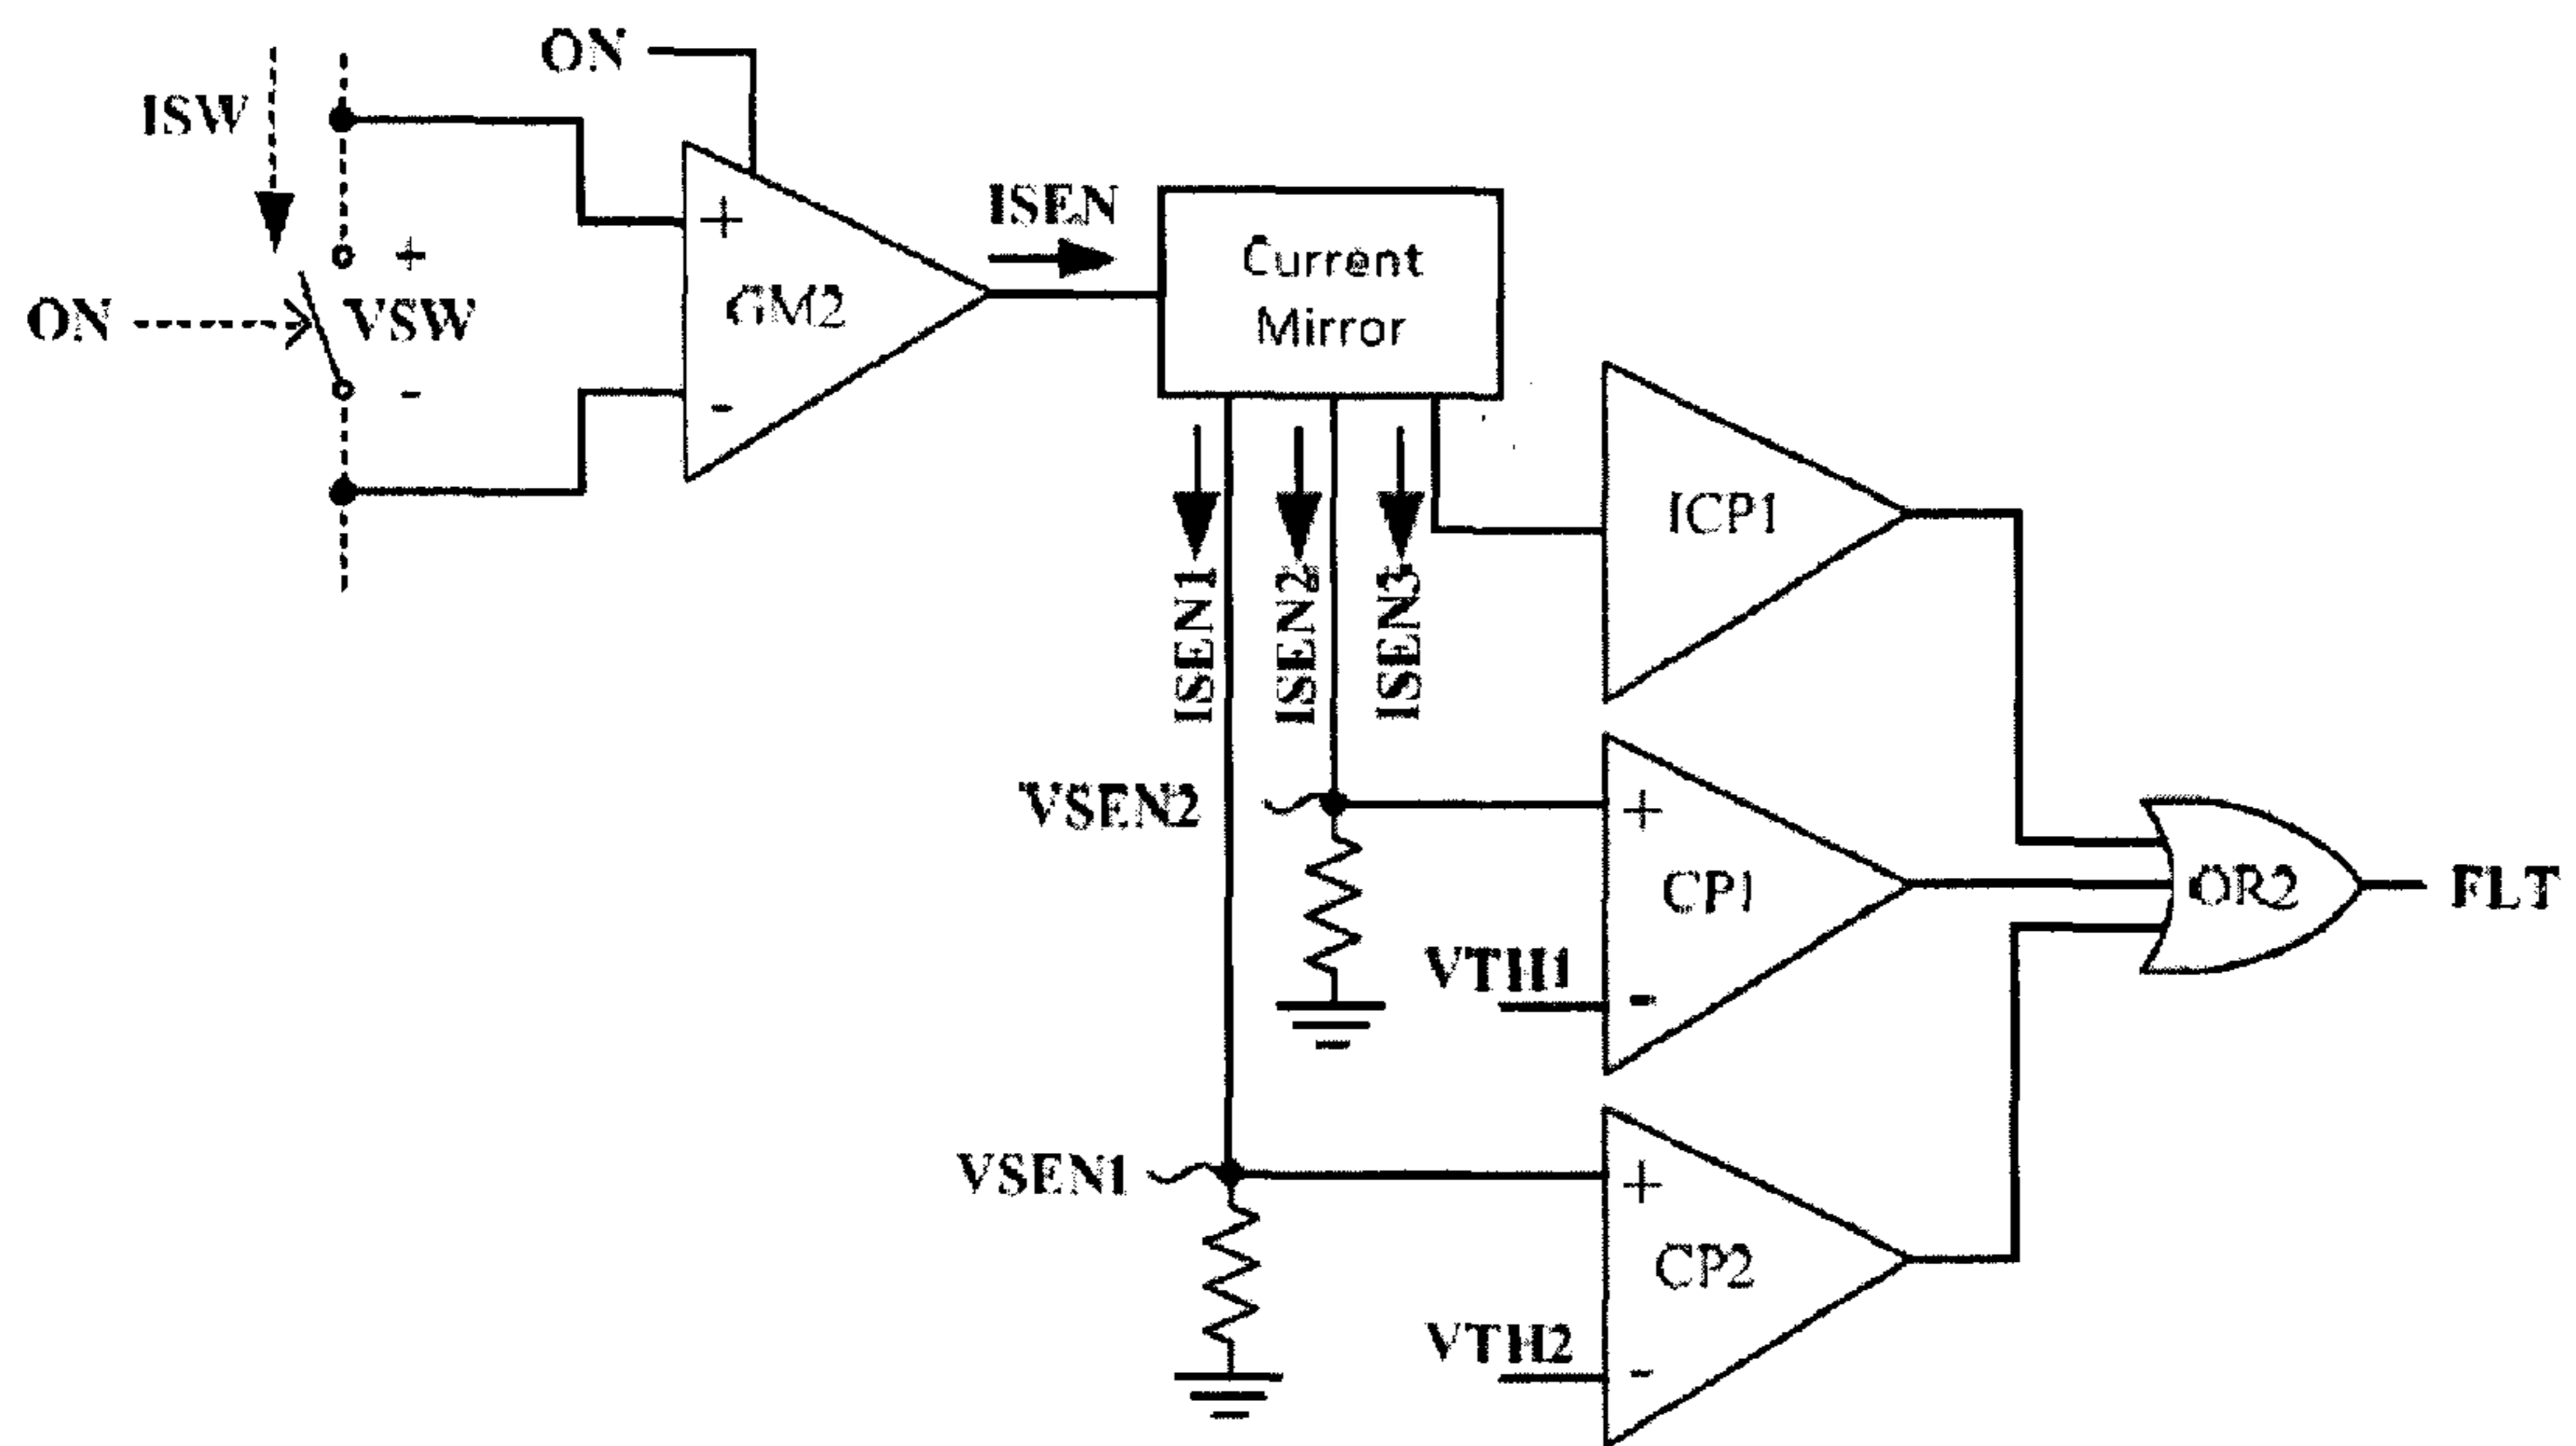 ON
ISW
ISEN
+
Current
Mirror
+
GM2
ON
VSW
-
-
ICP1
ISEN1
ISEN2
ISEN3
VSEN2
+
CP1
OR2
FLT
VTH1
-
VSEN1
+
CP2
VTH2
-